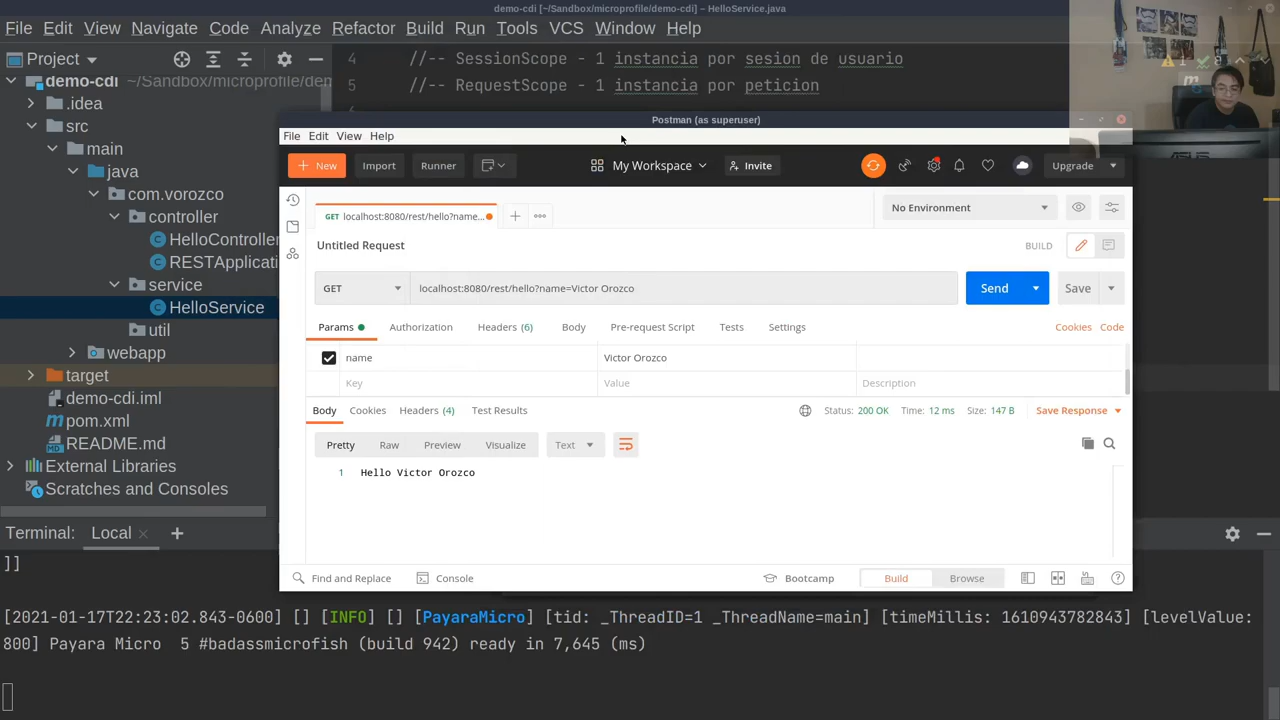 demo-cdi [~/Sandbox/microprofile/demo-cdi] – HelloService.java
File Edit View Navigate Code Analyze Refactor Build Run Tools VCS Window Help
Project
demo-cdi ~/Sandbox/microprofile/dem
.idea
src
main
java
com.vorozco
controller
HelloController
RESTApplicati
service
HelloService
util
webapp
target
demo-cdi.iml
pom.xml
README.md
External Libraries
Scratches and Consoles
4 //-- SessionScope - 1 instancia por sesion de usuario
5 //-- RequestScope - 1 instancia por peticion
Postman (as superuser)
File Edit View Help
New Import Runner My Workspace Invite Upgrade
GET localhost:8080/rest/hello?name... No Environment
Untitled Request BUILD
GET localhost:8080/rest/hello?name=Victor Orozco Send Save
Params Authorization Headers (6) Body Pre-request Script Tests Settings Cookies Code
name Victor Orozco
Key Value Description
Body Cookies Headers (4) Test Results Status: 200 OK Time: 12 ms Size: 147 B Save Response
Pretty Raw Preview Visualize Text
1 Hello Victor Orozco
Find and Replace Console Bootcamp Build Browse
Terminal: Local
]]
[2021-01-17T22:23:02.843-0600] [] [INFO] [] [PayaraMicro] [tid: _ThreadID=1 _ThreadName=main] [timeMillis: 1610943782843] [levelValue:
800] Payara Micro 5 #badassmicrofish (build 942) ready in 7,645 (ms)